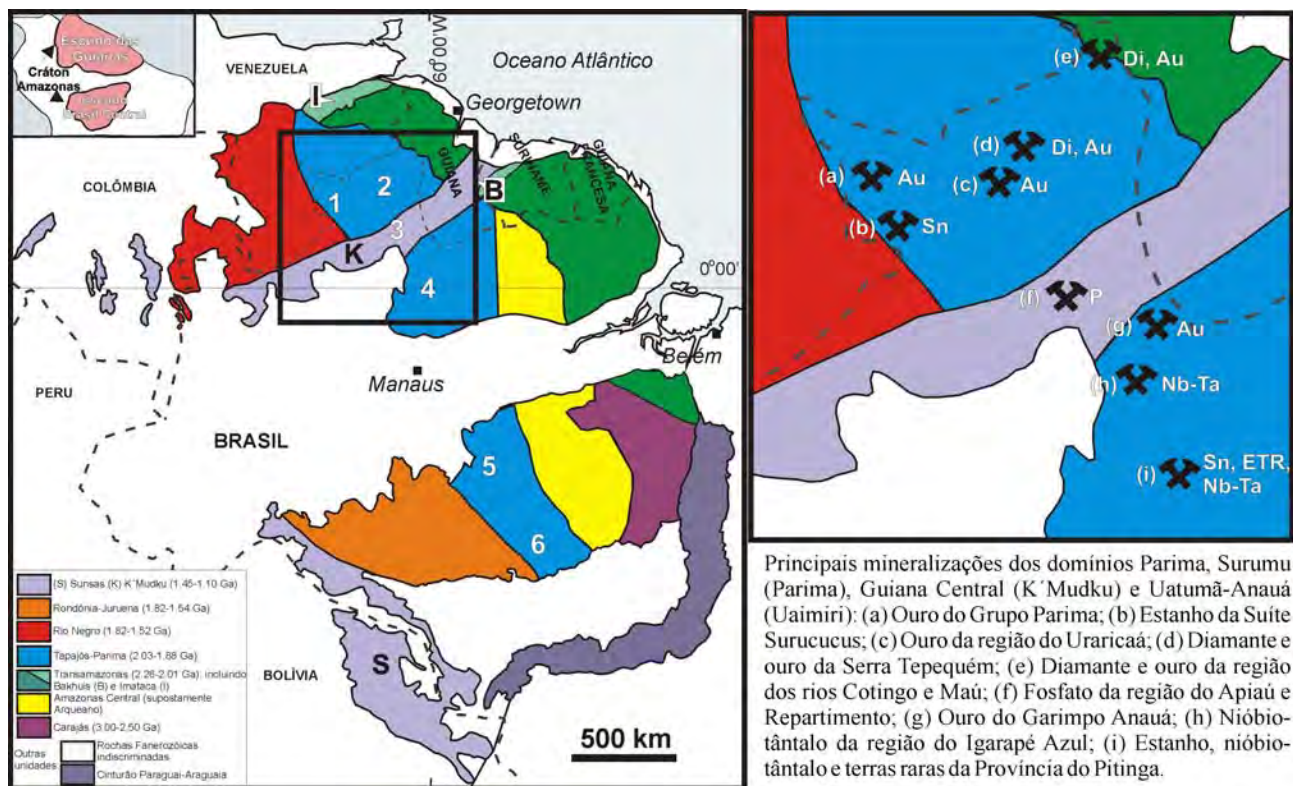 Escudo das
Guianas
Cráton
Amazonas
Escudo
Brasil Central
VENEZUELA
60°00'W
Oceano Atlântico
Georgetown
I
COLÔMBIA
GUIANA
SURINAME
GUIANA
FRANCESA
B
1
2
3
K
4
0°00'
Belém
Manaus
PERU
BRASIL
5
6
BOLÍVIA
S
500 km
(S) Sunsas (K) K´Mudku (1.45-1.10 Ga)
Rondônia-Juruena (1.82-1.54 Ga)
Rio Negro (1.82-1.52 Ga)
Tapajós-Parima (2.03-1.88 Ga)
Transamazonas (2.26-2.01 Ga): incluindo
Bakhuis (B) e Imataca (I)
Amazonas Central (supostamente
Arqueano)
Carajás (3.00-2.50 Ga)
Outras
unidades
Rochas Fanerozóicas
indiscriminadas
Cinturão Paraguai-Araguaia
(e) Di, Au
(d) Di, Au
(a) Au
(c) Au
(b) Sn
(f) P
(g) Au
(h) Nb-Ta
(i) Sn, ETR,
Nb-Ta
Principais mineralizações dos domínios Parima, Surumu
(Parima), Guiana Central (K´Mudku) e Uatumã-Anauá
(Uaimiri): (a) Ouro do Grupo Parima; (b) Estanho da Suíte
Surucucus; (c) Ouro da região do Uraricaá; (d) Diamante e
ouro da Serra Tepequém; (e) Diamante e ouro da região
dos rios Cotingo e Maú; (f) Fosfato da região do Apiaú e
Repartimento; (g) Ouro do Garimpo Anauá; (h) Nióbio-
tântalo da região do Igarapé Azul; (i) Estanho, nióbio-
tântalo e terras raras da Província do Pitinga.